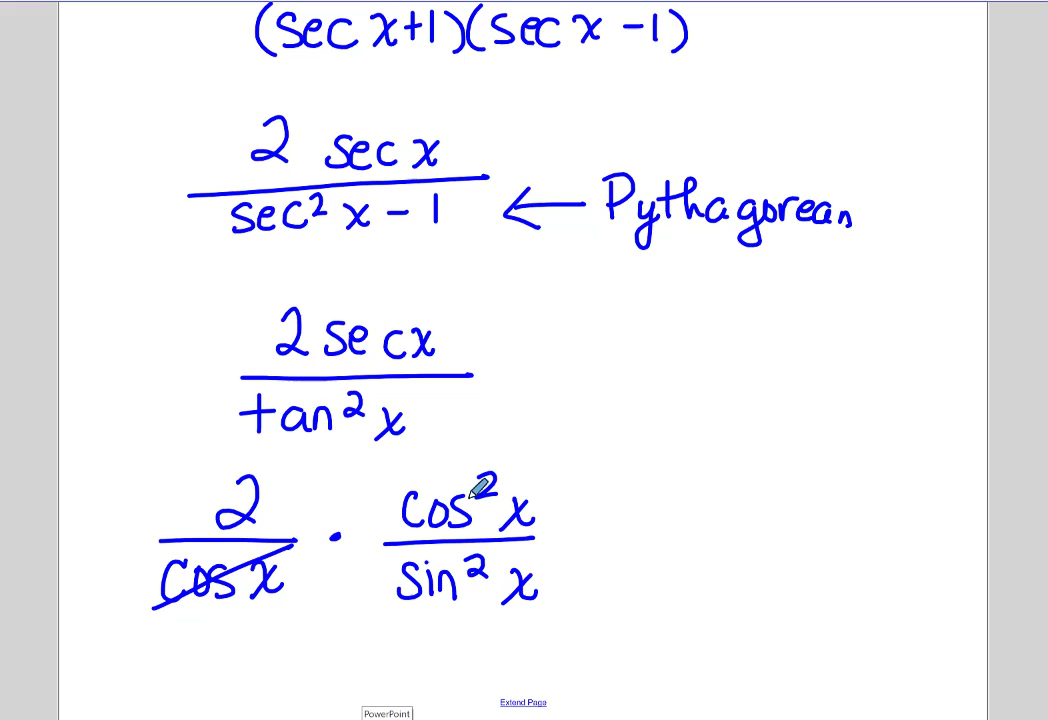 (sec x+1)(sec x −1)
2 sec x
sec² x − 1 ← Pythagorean
2 sec x
tan² x
2 · cos² x
cos x sin² x
Extend Page
PowerPoint